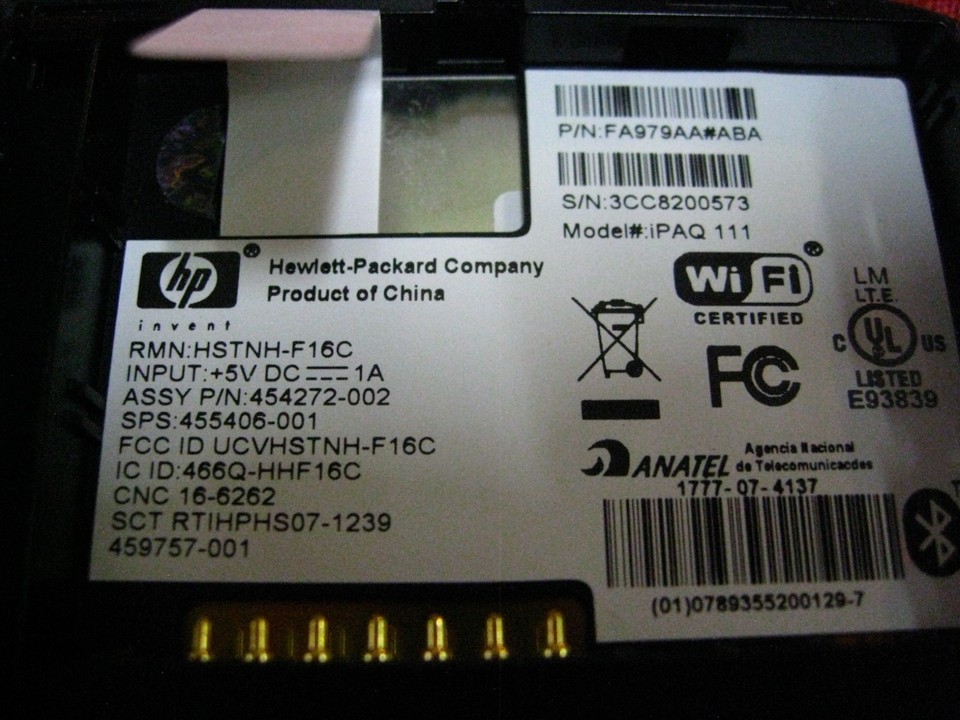 P/N:FA979AA#ABA
S/N:3CC8200573
Model#:iPAQ 111
hp
invent
Hewlett-Packard Company
Product of China
RMN:HSTNH-F16C
INPUT:+5V DC 1A
ASSY P/N:454272-002
SPS:455406-001
FCC ID UCVHSTNH-F16C
IC ID:466Q-HHF16C
CNC 16-6262
SCT RTIHPHS07-1239
459757-001
Wi Fi
CERTIFIED
FC
LM
I.T.E.
C UL US
LISTED
E93839
ANATEL
Agencia Nacional
de Telecomunicacdes
1777-07-4137
(01)0789355200129-7